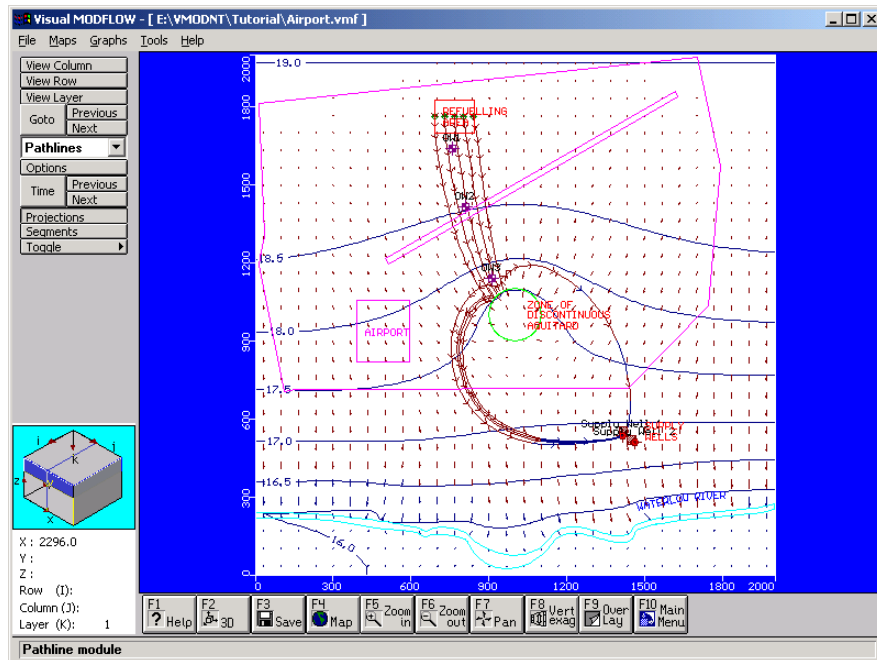 Visual MODFLOW - [ E:\VMODNT\Tutorial\Airport.vmf ]
File Maps Graphs Tools Help
View Column
View Row
View Layer
Goto Previous
Next
Pathlines
Options
Time Previous
Next
Projections
Segments
Toggle
2000
1800
1500
1200
900
600
300
0
19.0
18.5
18.0
17.5
17.0
16.5
16.0
REFUELLING
AREA
OW1
OW2
OW3
ZONE OF
DISCONTINUOUS
AQUITARD
AIRPORT
Supply Well 1
Supply Well 2
SUPPLY
WELLS
WATERLOO RIVER
0 300 600 900 1200 1500 1800 2000
i j
K
z
y
x
X : 2296.0
Y :
Z :
Row (I):
Column (J):
Layer (K): 1
F1 ? Help
F2 3D
F3 Save
F4 Map
F5 Zoom in
F6 Zoom out
F7 Pan
F8 Vert exag
F9 Over Lay
F10 Main Menu
Pathline module